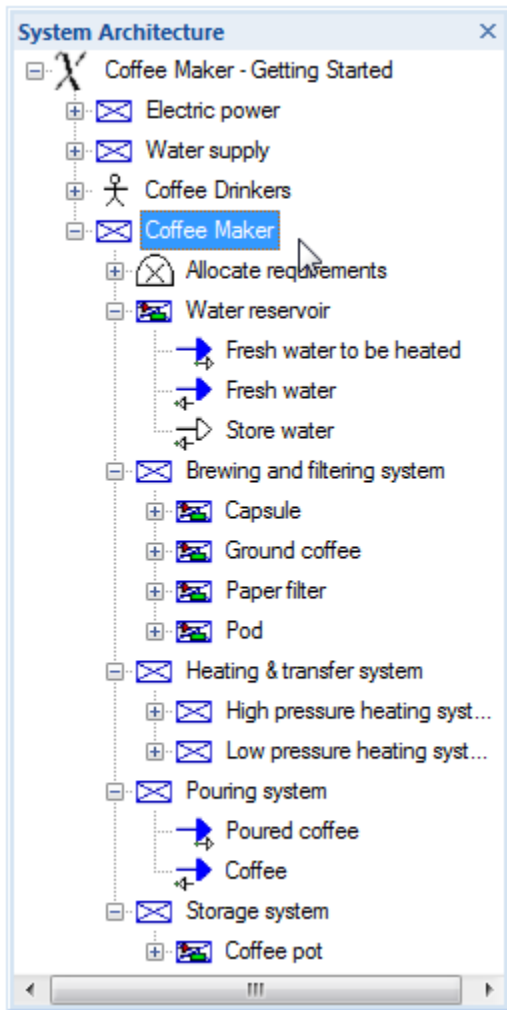 System Architecture
Coffee Maker - Getting Started
Electric power
Water supply
Coffee Drinkers
Coffee Maker
Allocate requirements
Water reservoir
Fresh water to be heated
Fresh water
Store water
Brewing and filtering system
Capsule
Ground coffee
Paper filter
Pod
Heating & transfer system
High pressure heating syst...
Low pressure heating syst...
Pouring system
Poured coffee
Coffee
Storage system
Coffee pot